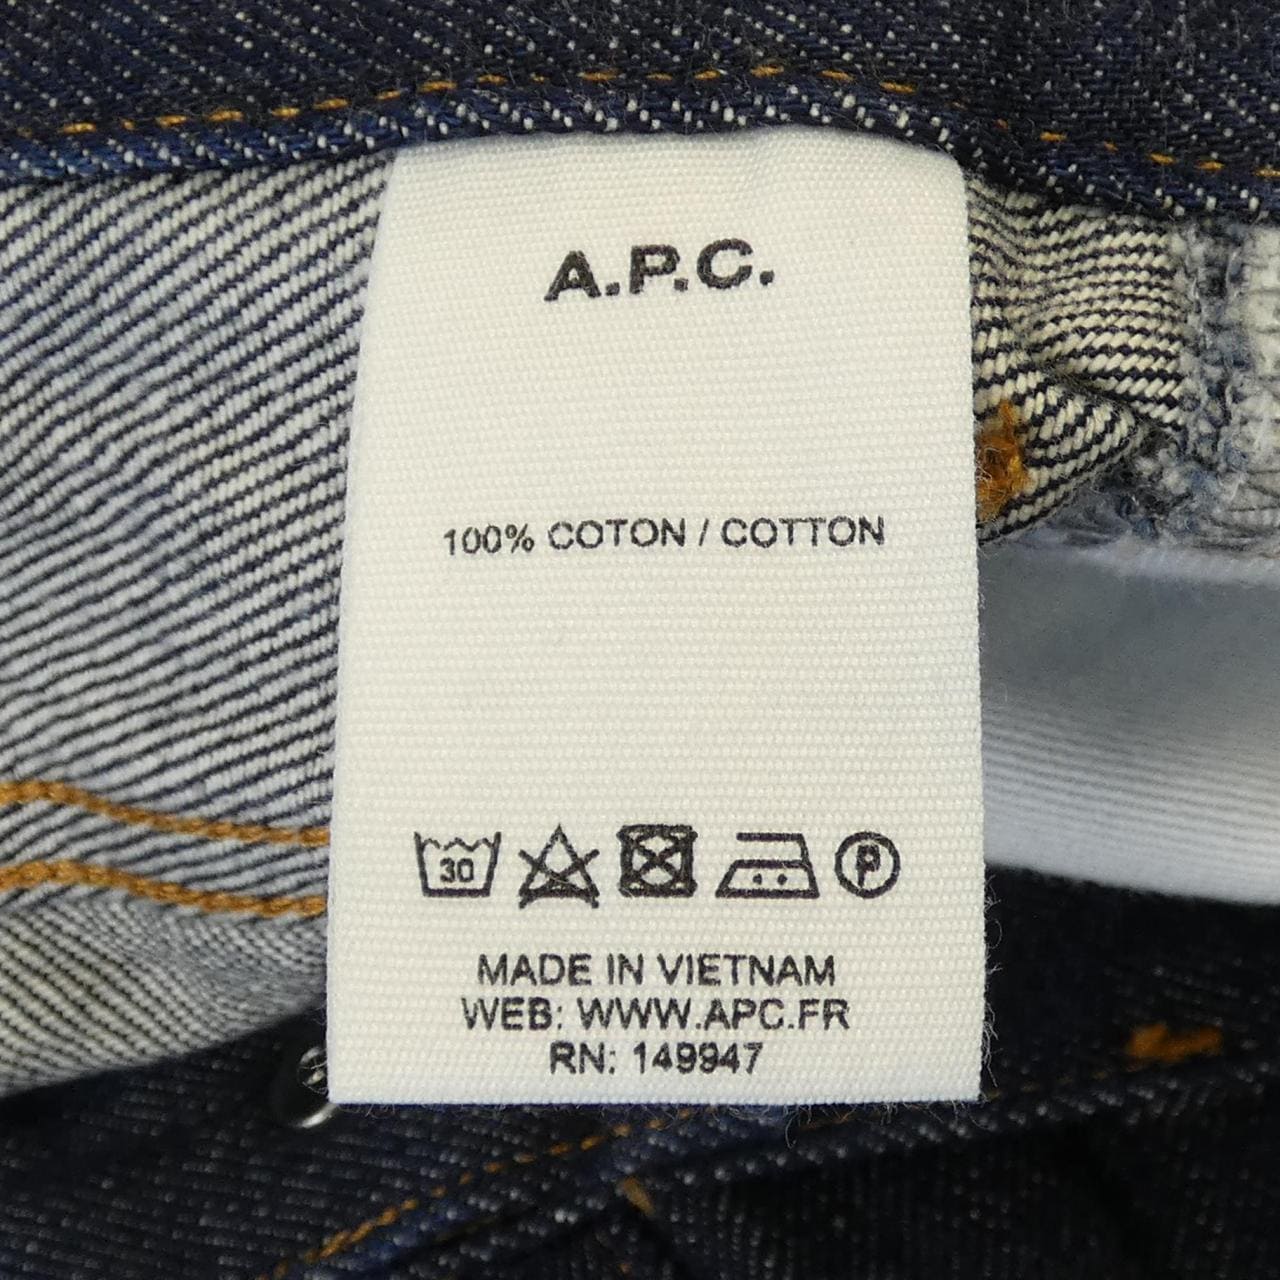 A.P.C.
100% COTON / COTTON
30
P
MADE IN VIETNAM
WEB: WWW.APC.FR
RN: 149947